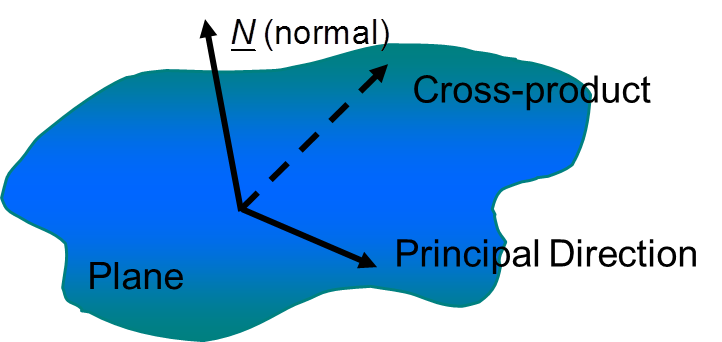 N (normal)
Cross-product
Principal Direction
Plane